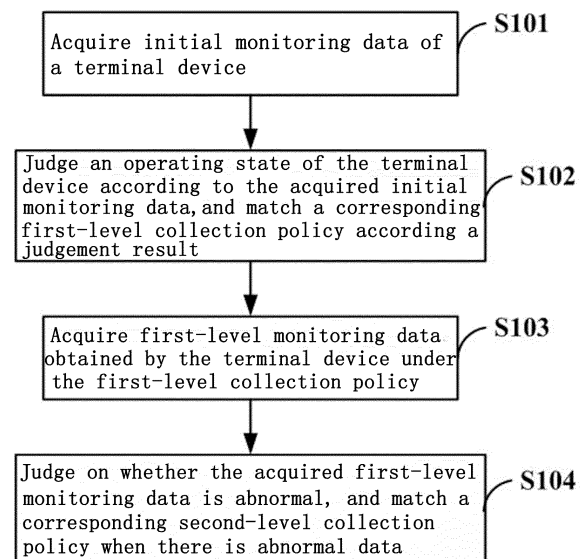 S101
Acquire initial monitoring data of
a terminal device
S102
Judge an operating state of the terminal
device according to the acquired initial
monitoring data,and match a corresponding
first-level collection policy according a
judgement result
S103
Acquire first-level monitoring data
obtained by the terminal device under
the first-level collection policy
S104
Judge on whether the acquired first-level
monitoring data is abnormal, and match a
corresponding second-level collection
policy when there is abnormal data